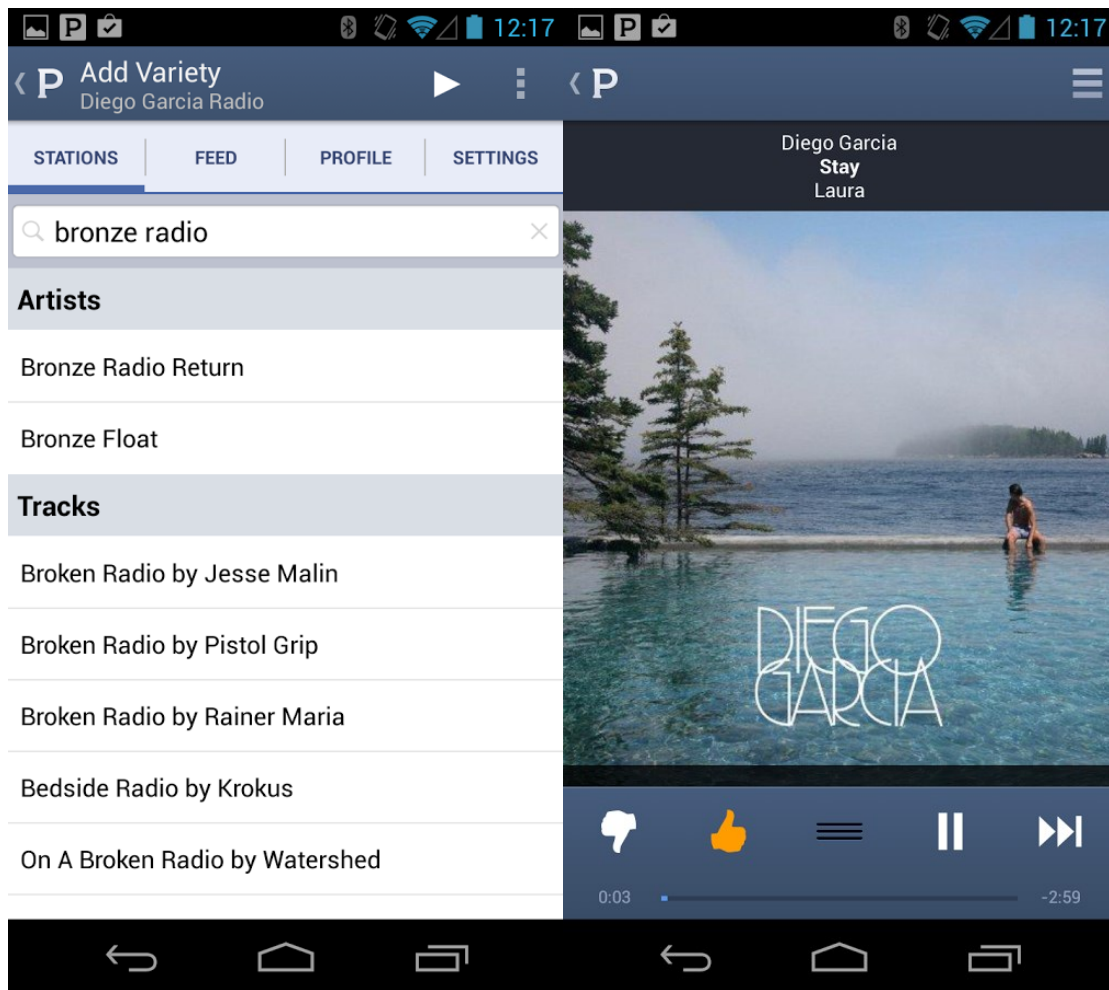 12:17
P Add Variety
Diego Garcia Radio
STATIONS FEED PROFILE SETTINGS
bronze radio
Artists
Bronze Radio Return
Bronze Float
Tracks
Broken Radio by Jesse Malin
Broken Radio by Pistol Grip
Broken Radio by Rainer Maria
Bedside Radio by Krokus
On A Broken Radio by Watershed
12:17
P
Diego Garcia
Stay
Laura
DIEGO
GARCIA
0:03 -2:59